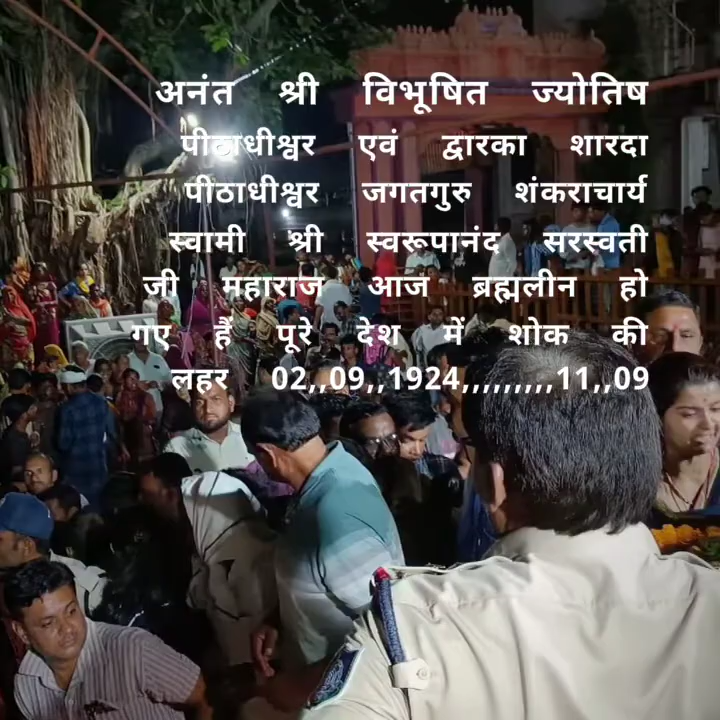 अनंत श्री विभूषित ज्योतिष
पीठाधीश्वर एवं द्वारका शारदा
पीठाधीश्वर जगतगुरु शंकराचार्य
स्वामी श्री स्वरूपानंद सरस्वती
जी महाराज आज ब्रह्मलीन हो
गए हैं पूरे देश में शोक की
लहर 02,,09,,1924,,,,,,,,,11,,09